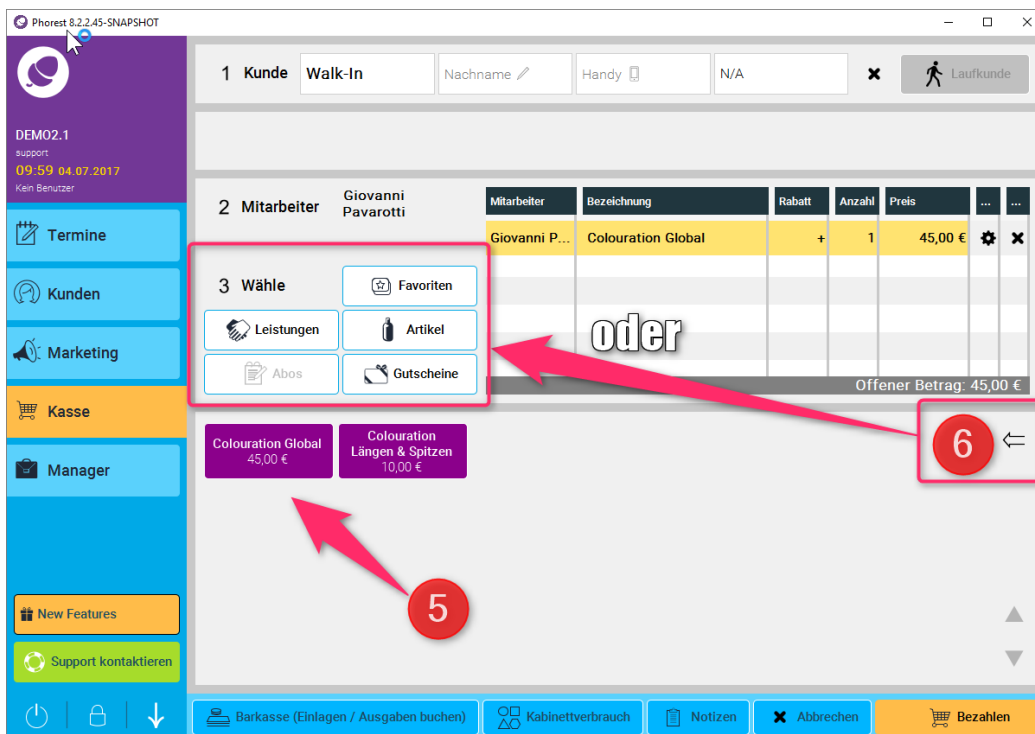 Phorest 8.2.2.45-SNAPSHOT
DEMO2.1
support
09:59 04.07.2017
Kein Benutzer
Termine
Kunden
Marketing
Kasse
Manager
New Features
Support kontaktieren
1 Kunde Walk-In Nachname Handy N/A Laufkunde
2 Mitarbeiter Giovanni
Pavarotti
Mitarbeiter Bezeichnung Rabatt Anzahl Preis ... ...
Giovanni P... Colouration Global + 1 45,00 €
3 Wähle Favoriten
Leistungen Artikel
Abos Gutscheine
oder
Offener Betrag: 45,00 €
6
Colouration Global
45,00 €
Colouration
Längen & Spitzen
10,00 €
5
Barkasse (Einlagen / Ausgaben buchen) Kabinettverbrauch Notizen Abbrechen Bezahlen